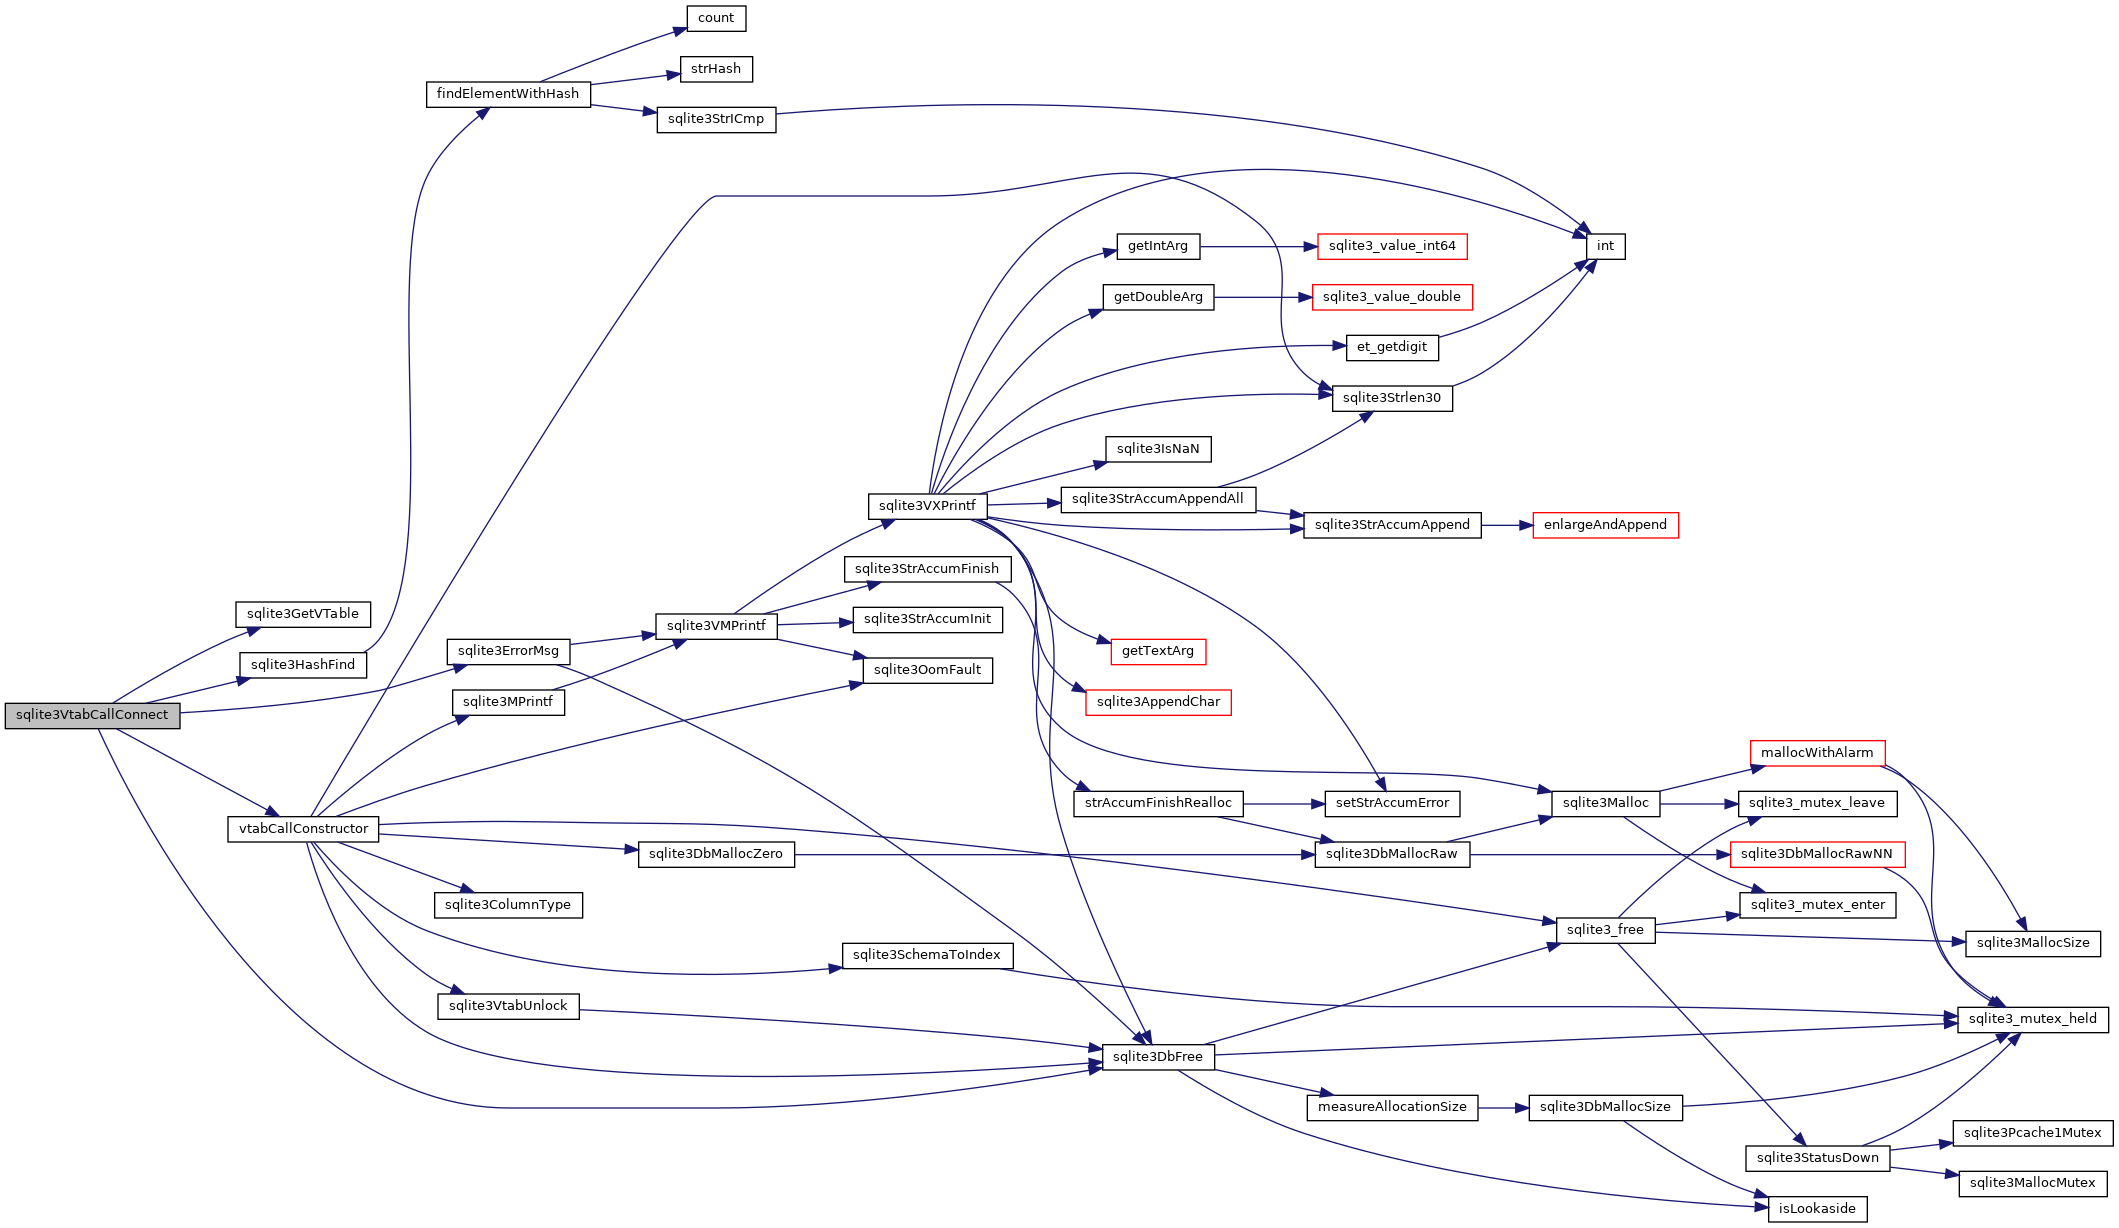 count
strHash
findElementWithHash
sqlite3StrICmp
getIntArg
sqlite3_value_int64
int
getDoubleArg
sqlite3_value_double
et_getdigit
sqlite3Strlen30
sqlite3IsNaN
sqlite3VXPrintf
sqlite3StrAccumAppendAll
sqlite3StrAccumAppend
enlargeAndAppend
sqlite3StrAccumFinish
sqlite3GetVTable
sqlite3VMPrintf
sqlite3StrAccumInit
sqlite3HashFind
sqlite3ErrorMsg
getTextArg
sqlite3OomFault
sqlite3MPrintf
sqlite3AppendChar
sqlite3VtabCallConnect
mallocWithAlarm
strAccumFinishRealloc
setStrAccumError
sqlite3Malloc
sqlite3_mutex_leave
vtabCallConstructor
sqlite3DbMallocZero
sqlite3DbMallocRaw
sqlite3DbMallocRawNN
sqlite3ColumnType
sqlite3_mutex_enter
sqlite3_free
sqlite3MallocSize
sqlite3SchemaToIndex
sqlite3VtabUnlock
sqlite3_mutex_held
sqlite3DbFree
measureAllocationSize
sqlite3DbMallocSize
sqlite3Pcache1Mutex
sqlite3StatusDown
sqlite3MallocMutex
isLookaside